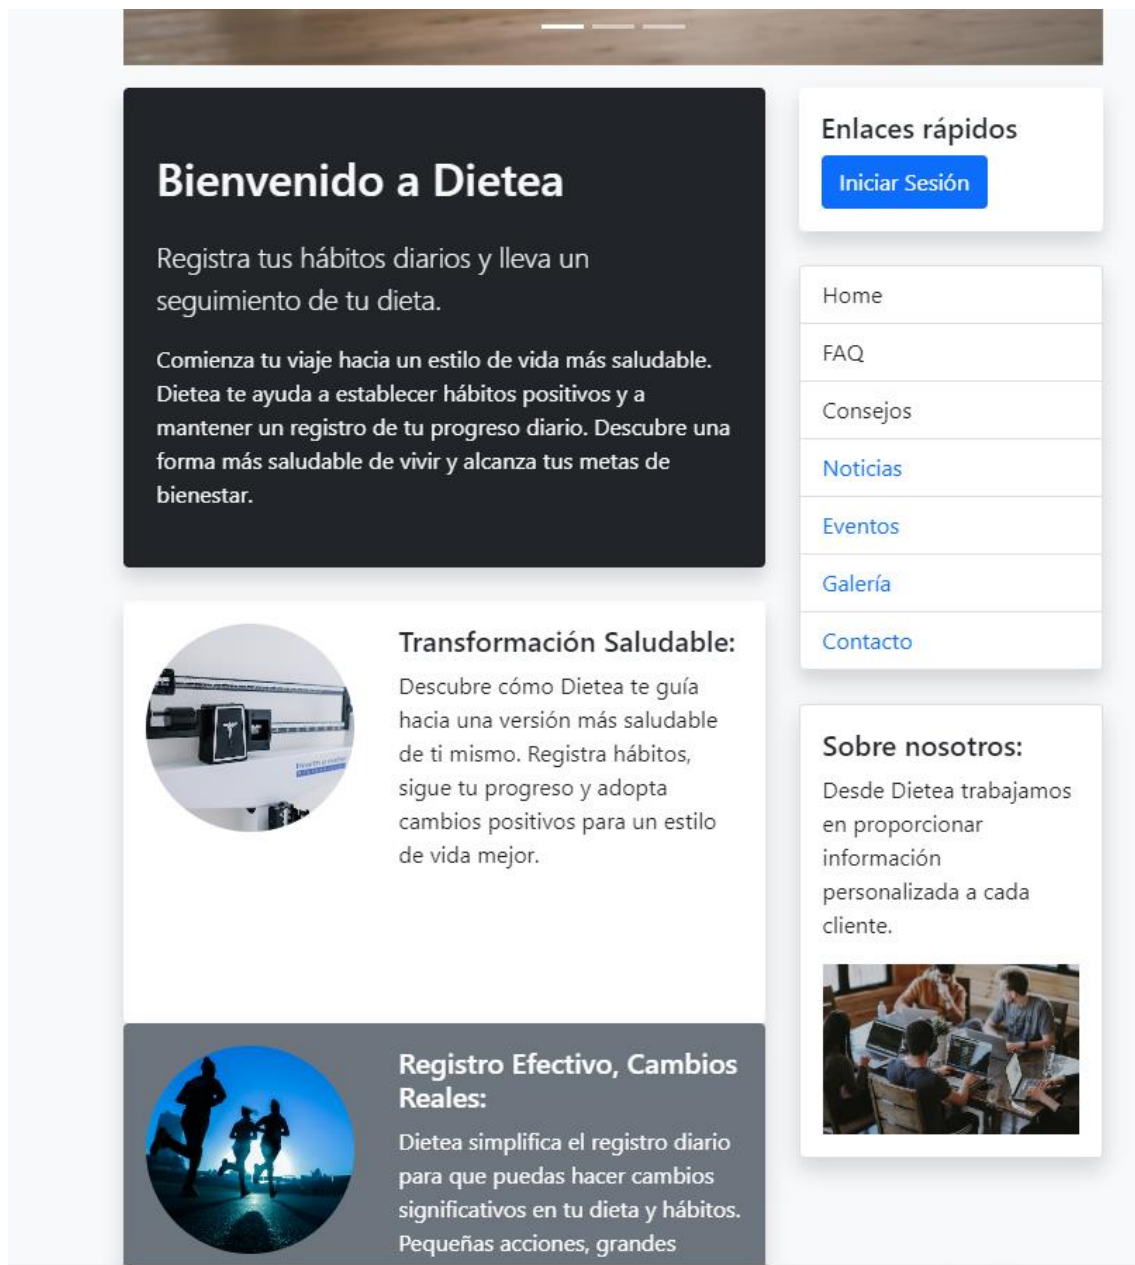 Bienvenido a Dietea
Registra tus hábitos diarios y lleva un
seguimiento de tu dieta.
Comienza tu viaje hacia un estilo de vida más saludable.
Dietea te ayuda a establecer hábitos positivos y a
mantener un registro de tu progreso diario. Descubre una
forma más saludable de vivir y alcanza tus metas de
bienestar.
Transformación Saludable:
Descubre cómo Dietea te guía
hacia una versión más saludable
de ti mismo. Registra hábitos,
sigue tu progreso y adopta
cambios positivos para un estilo
de vida mejor.
Registro Efectivo, Cambios
Reales:
Dietea simplifica el registro diario
para que puedas hacer cambios
significativos en tu dieta y hábitos.
Pequeñas acciones, grandes
Enlaces rápidos
Iniciar Sesión
Home
FAQ
Consejos
Noticias
Eventos
Galería
Contacto
Sobre nosotros:
Desde Dietea trabajamos
en proporcionar
información
personalizada a cada
cliente.